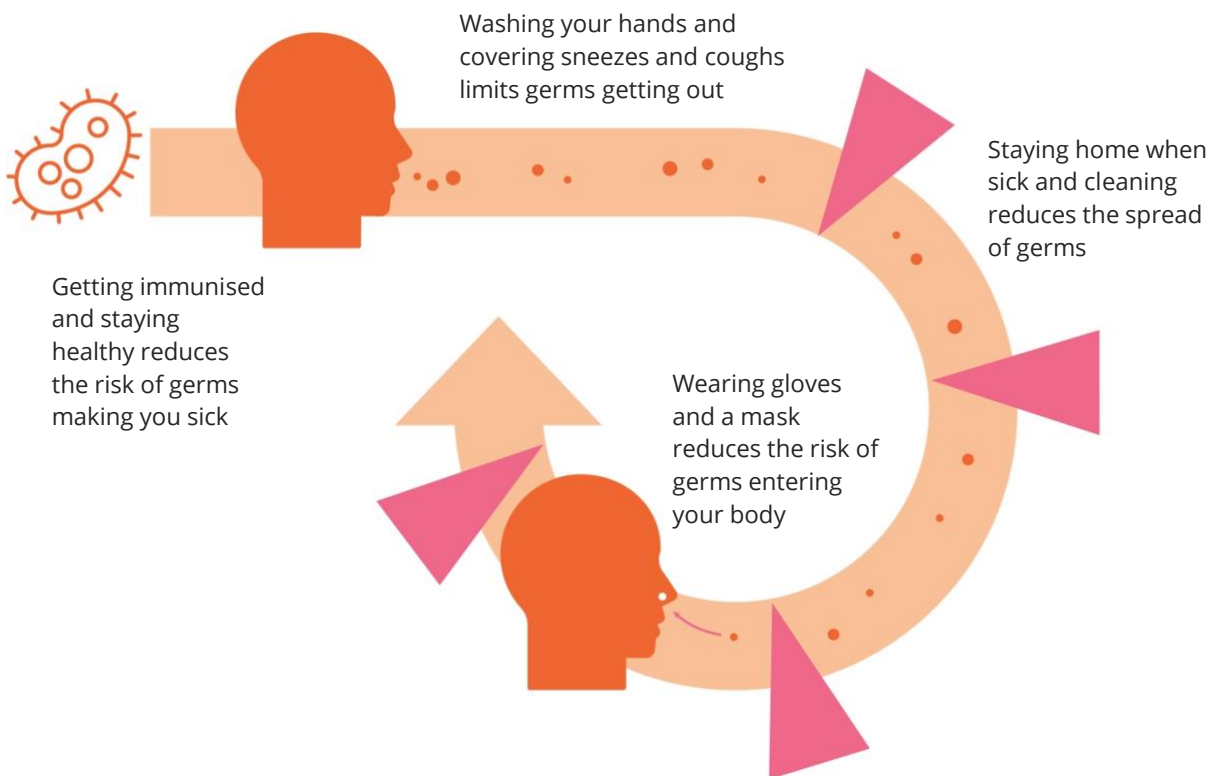 Washing your hands and
covering sneezes and coughs
limits germs getting out
Staying home when
sick and cleaning
reduces the spread
of germs
Wearing gloves
and a mask
reduces the risk of
germs entering
your body
Getting immunised
and staying
healthy reduces
the risk of germs
making you sick